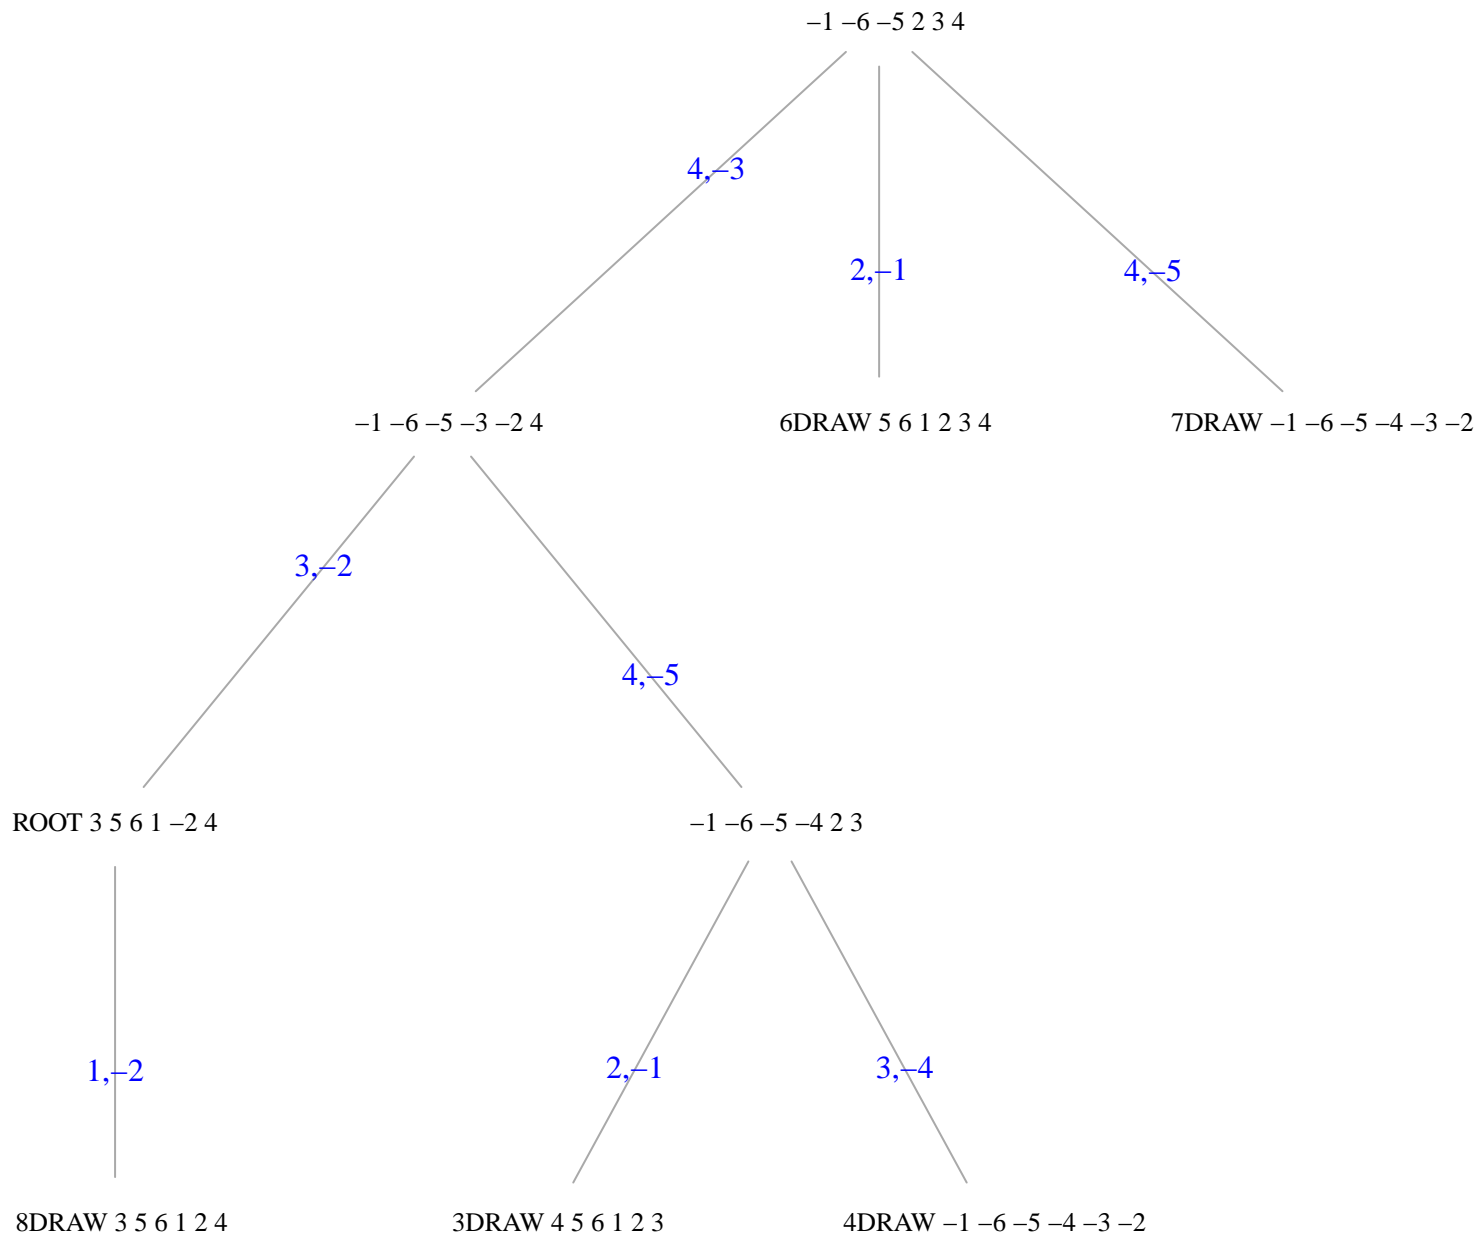 –1 –6 –5 2 3 4
4,–3
2,–1
4,–5
–1 –6 –5 –3 –2 4
6DRAW 5 6 1 2 3 4
7DRAW –1 –6 –5 –4 –3 –2
3,–2
4,–5
ROOT 3 5 6 1 –2 4
–1 –6 –5 –4 2 3
1,–2
2,–1
3,–4
8DRAW 3 5 6 1 2 4
3DRAW 4 5 6 1 2 3
4DRAW –1 –6 –5 –4 –3 –2